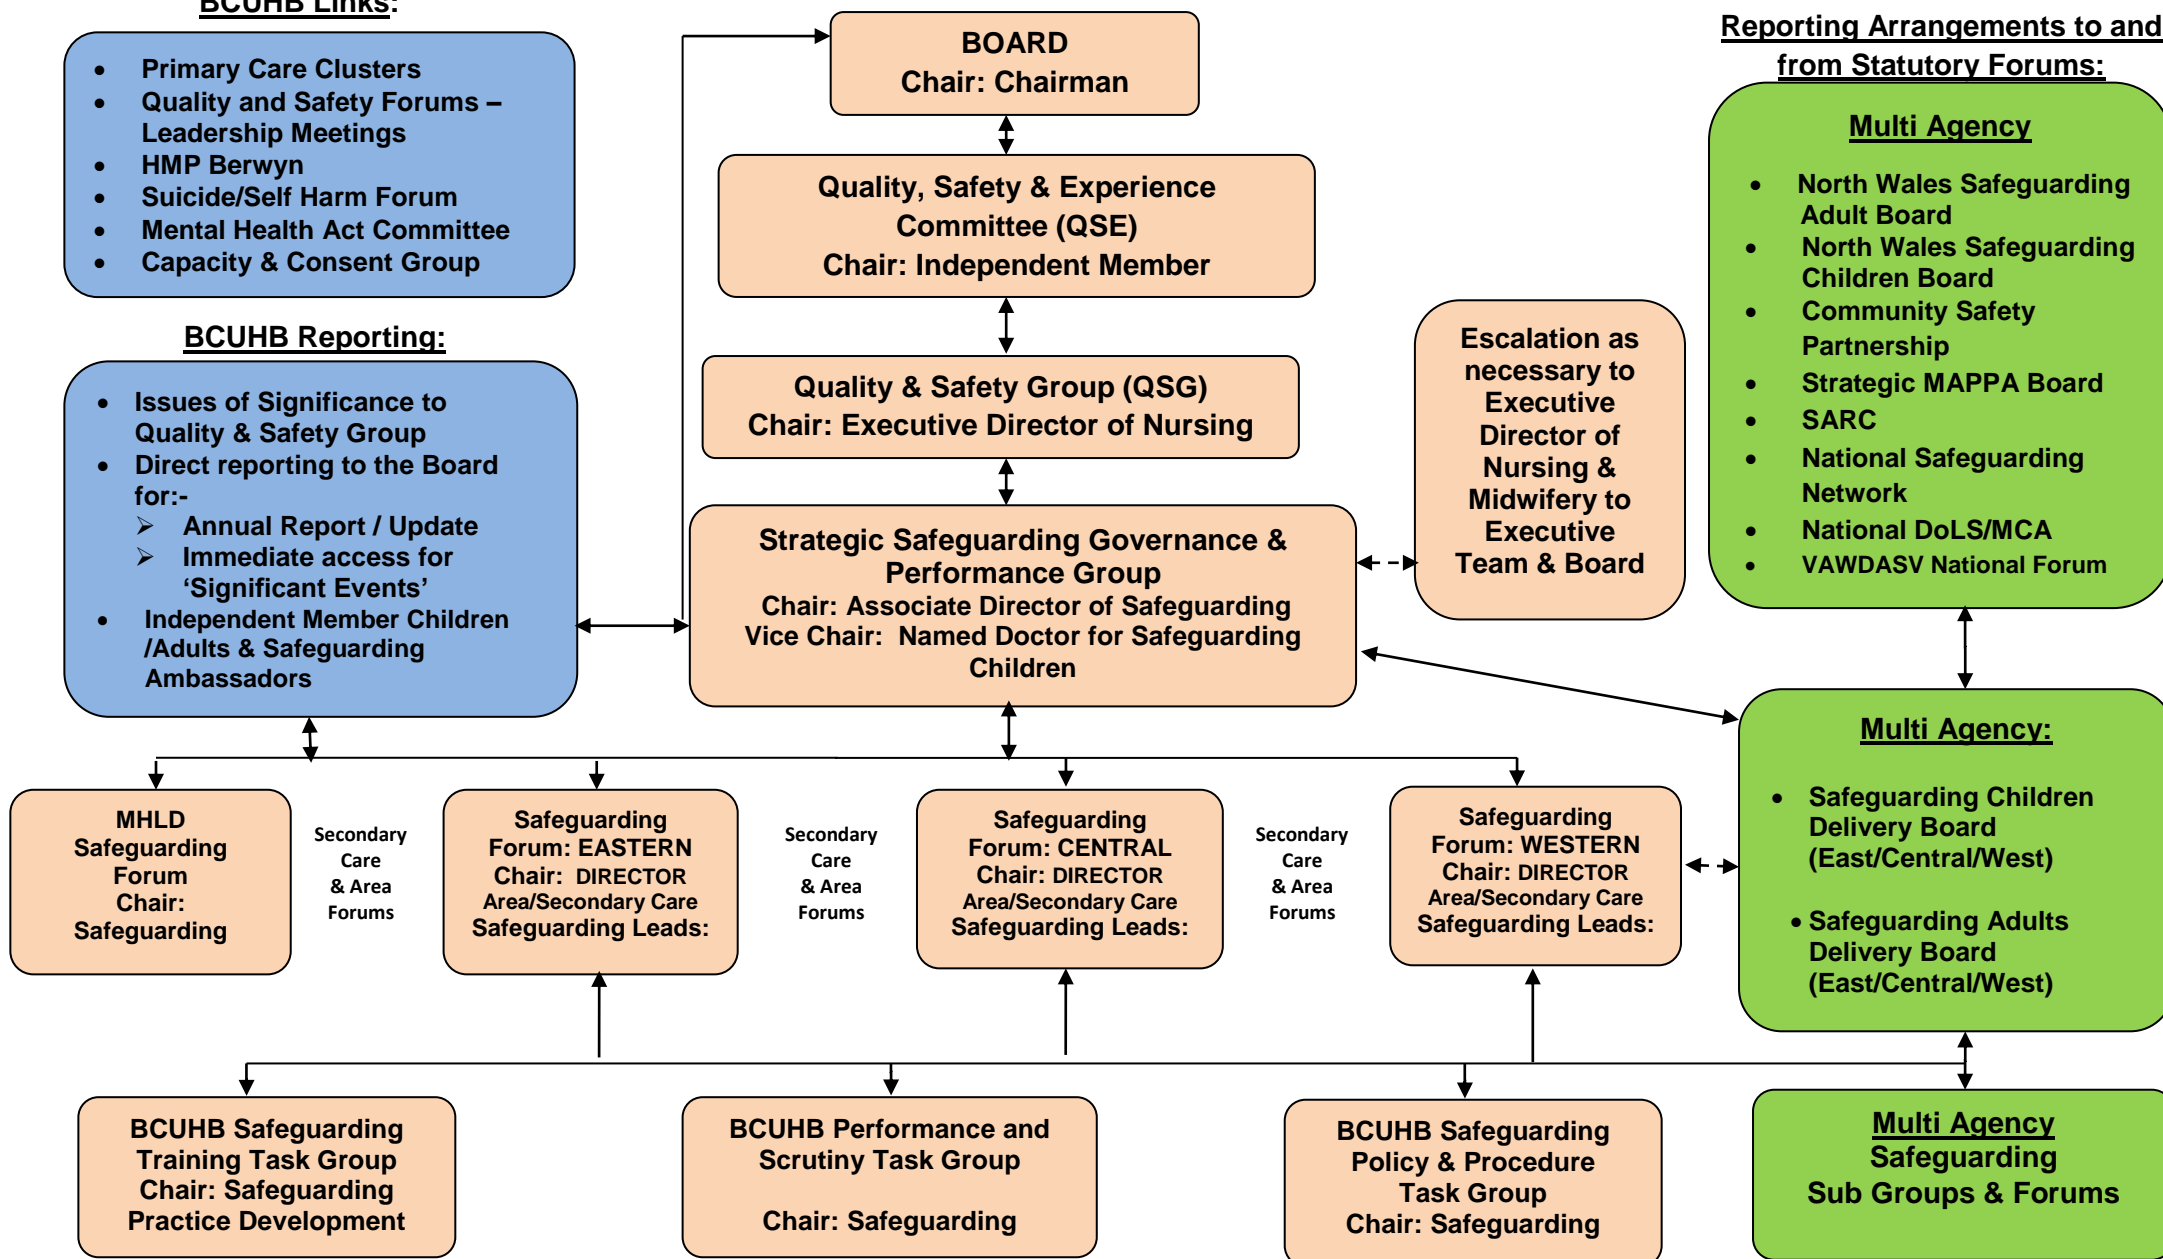 BCUHB Links:
• Primary Care Clusters
• Quality and Safety Forums –
Leadership Meetings
• HMP Berwyn
• Suicide/Self Harm Forum
• Mental Health Act Committee
• Capacity & Consent Group
BCUHB Reporting:
• Issues of Significance to
Quality & Safety Group
• Direct reporting to the Board
for:-
➢ Annual Report / Update
➢ Immediate access for
‘Significant Events’
• Independent Member Children
/Adults & Safeguarding
Ambassadors
BOARD
Chair: Chairman
Quality, Safety & Experience
Committee (QSE)
Chair: Independent Member
Quality & Safety Group (QSG)
Chair: Executive Director of Nursing
Strategic Safeguarding Governance &
Performance Group
Chair: Associate Director of Safeguarding
Vice Chair: Named Doctor for Safeguarding
Children
Escalation as
necessary to
Executive
Director of
Nursing &
Midwifery to
Executive
Team & Board
Reporting Arrangements to and
from Statutory Forums:
Multi Agency
• North Wales Safeguarding
Adult Board
• North Wales Safeguarding
Children Board
• Community Safety
Partnership
• Strategic MAPPA Board
• SARC
• National Safeguarding
Network
• National DoLS/MCA
• VAWDASV National Forum
Multi Agency:
• Safeguarding Children
Delivery Board
(East/Central/West)
• Safeguarding Adults
Delivery Board
(East/Central/West)
MHLD
Safeguarding
Forum
Chair:
Safeguarding
Secondary
Care
& Area
Forums
Safeguarding
Forum: EASTERN
Chair: DIRECTOR
Area/Secondary Care
Safeguarding Leads:
Secondary
Care
& Area
Forums
Safeguarding
Forum: CENTRAL
Chair: DIRECTOR
Area/Secondary Care
Safeguarding Leads:
Secondary
Care
& Area
Forums
Safeguarding
Forum: WESTERN
Chair: DIRECTOR
Area/Secondary Care
Safeguarding Leads:
BCUHB Safeguarding
Training Task Group
Chair: Safeguarding
Practice Development
BCUHB Performance and
Scrutiny Task Group
Chair: Safeguarding
BCUHB Safeguarding
Policy & Procedure
Task Group
Chair: Safeguarding
Multi Agency
Safeguarding
Sub Groups & Forums